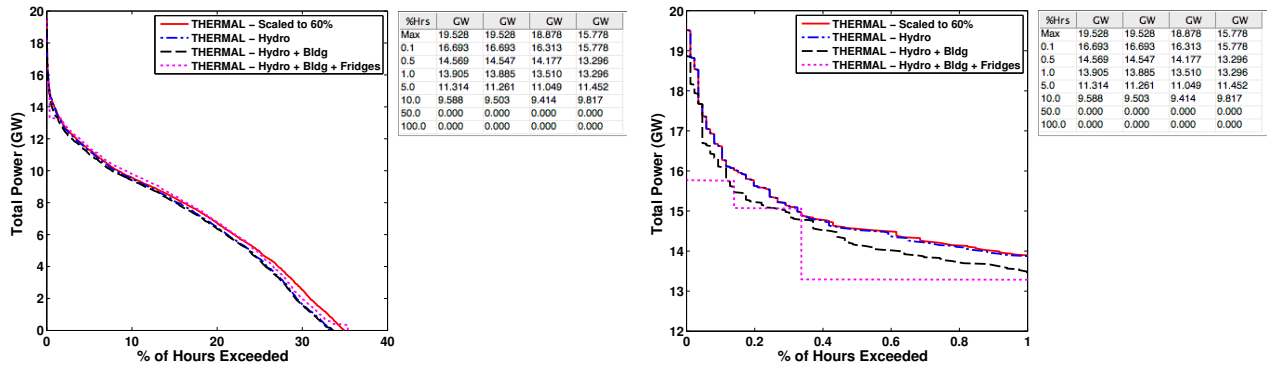 20
18
16
14
12
10
8
6
4
2
0
Total Power (GW)
0 10 20 30 40
% of Hours Exceeded
THERMAL – Scaled to 60%
THERMAL – Hydro
THERMAL – Hydro + Bldg
THERMAL – Hydro + Bldg + Fridges
%Hrs GW GW GW GW
Max 19.528 19.528 18.878 15.778
0.1 16.693 16.693 16.313 15.778
0.5 14.569 14.547 14.177 13.296
1.0 13.905 13.885 13.510 13.296
5.0 11.314 11.261 11.049 11.452
10.0 9.588 9.503 9.414 9.817
50.0 0.000 0.000 0.000 0.000
100.0 0.000 0.000 0.000 0.000
20
19
18
17
16
15
14
13
12
Total Power (GW)
0 0.2 0.4 0.6 0.8 1
% of Hours Exceeded
THERMAL – Scaled to 60%
THERMAL – Hydro
THERMAL – Hydro + Bldg
THERMAL – Hydro + Bldg + Fridges
%Hrs GW GW GW GW
Max 19.528 19.528 18.878 15.778
0.1 16.693 16.693 16.313 15.778
0.5 14.569 14.547 14.177 13.296
1.0 13.905 13.885 13.510 13.296
5.0 11.314 11.261 11.049 11.452
10.0 9.588 9.503 9.414 9.817
50.0 0.000 0.000 0.000 0.000
100.0 0.000 0.000 0.000 0.000